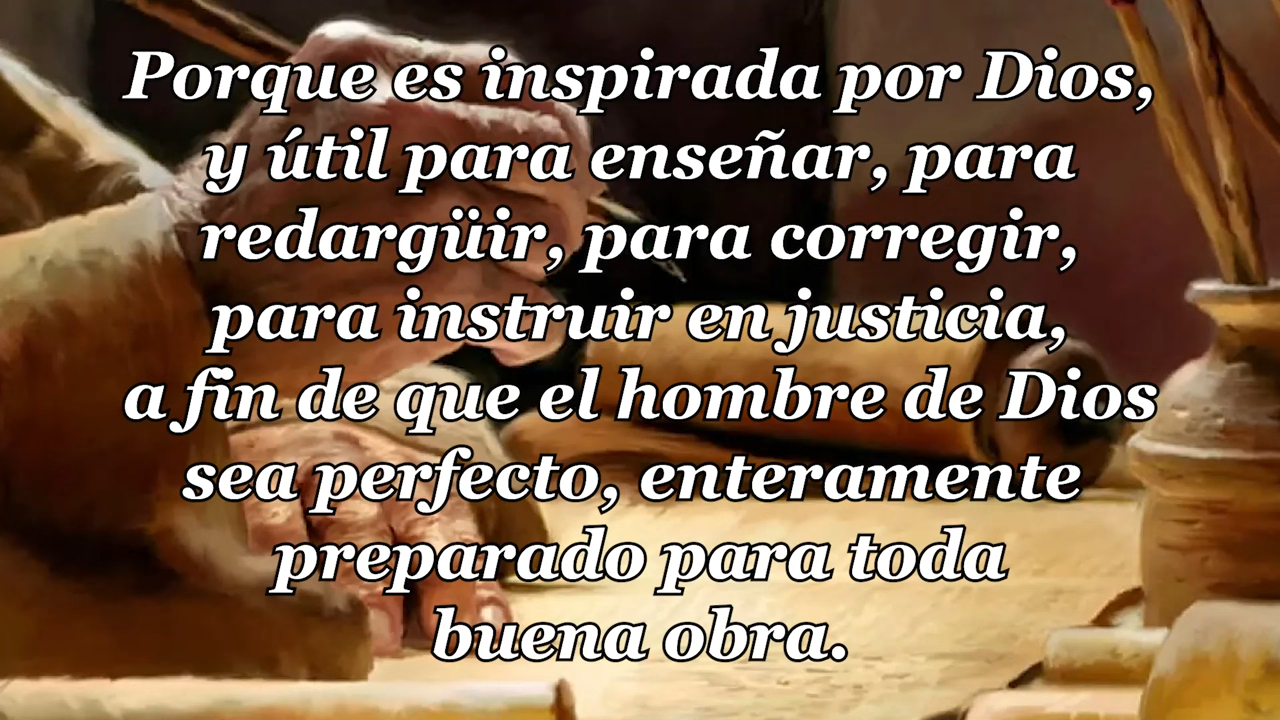 Porque es inspirada por Dios,
y útil para enseñar, para
redargüir, para corregir,
para instruir en justicia,
a fin de que el hombre de Dios
sea perfecto, enteramente
preparado para toda
buena obra.